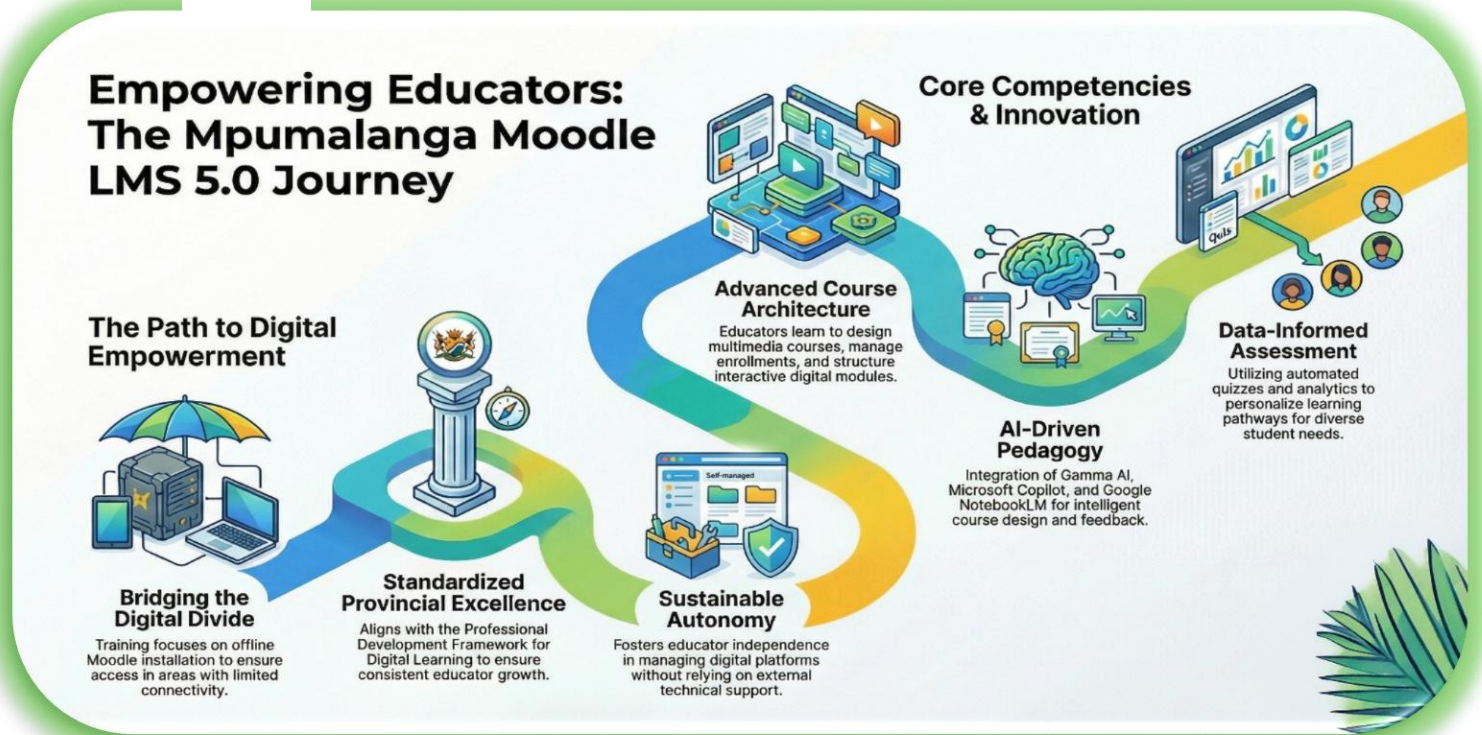 Empowering Educators:
The Mpumalanga Moodle
LMS 5.0 Journey
The Path to Digital
Empowerment
Bridging the
Digital Divide
Training focuses on offline
Moodle installation to ensure
access in areas with limited
connectivity.
Standardized
Provincial Excellence
Aligns with the Professional
Development Framework for
Digital Learning to ensure
consistent educator growth.
Self-managed
Sustainable
Autonomy
Fosters educator independence
in managing digital platforms
without relying on external
technical support.
Core Competencies
& Innovation
Advanced Course
Architecture
Educators learn to design
multimedia courses, manage
enrollments, and structure
interactive digital modules.
AI-Driven
Pedagogy
Integration of Gamma AI,
Microsoft Copilot, and Google
NotebookLM for intelligent
course design and feedback.
Quils
Data-Informed
Assessment
Utilizing automated
quizzes and analytics to
personalize learning
pathways for diverse
student needs.